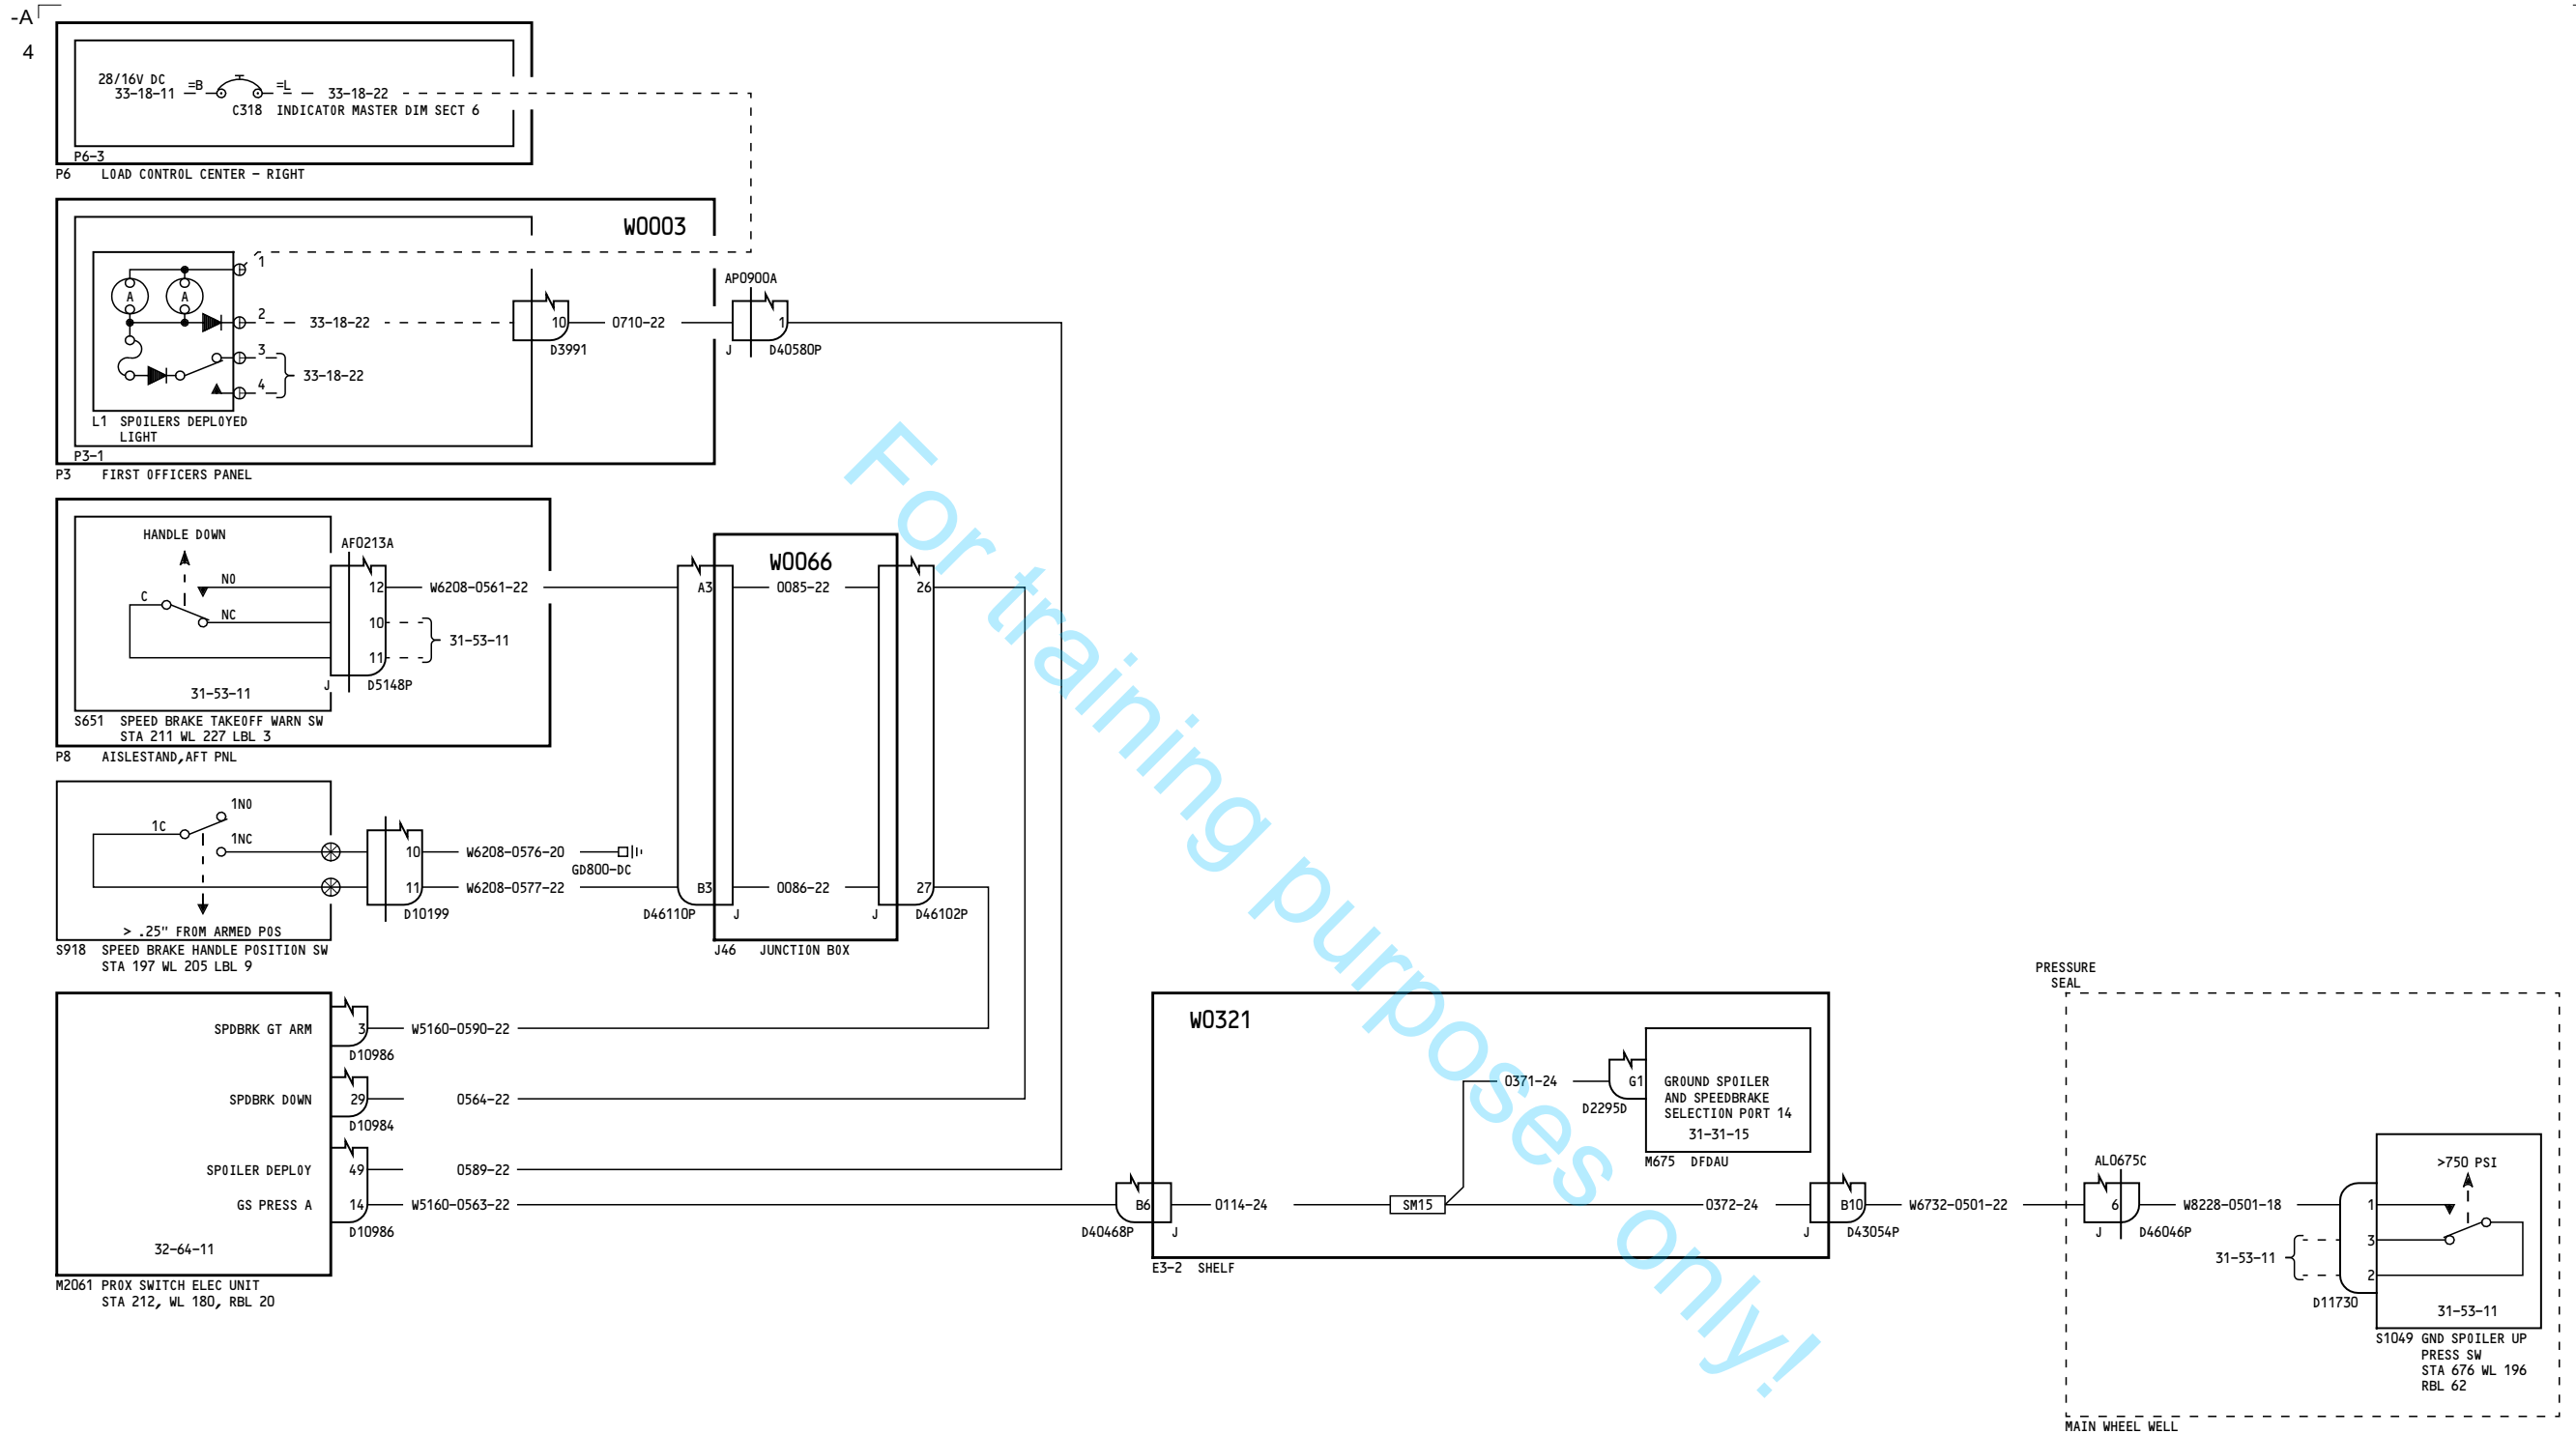 -A
4
28/16V DC
33-18-11 =B =L 33-18-22
C318 INDICATOR MASTER DIM SECT 6
P6-3
P6 LOAD CONTROL CENTER - RIGHT
W0003
1
A A
2 33-18-22 10 0710-22
D3991
AP0900A
1
J D40580P
3
33-18-22
4
L1 SPOILERS DEPLOYED
LIGHT
P3-1
P3 FIRST OFFICERS PANEL
HANDLE DOWN
AF0213A
NO 12 W6208-0561-22
C
NC 10
31-53-11
11
J D5148P
31-53-11
S651 SPEED BRAKE TAKEOFF WARN SW
STA 211 WL 227 LBL 3
P8 AISLESTAND,AFT PNL
W0066
A3 0085-22 26
1NO
1C
1NC
10 W6208-0576-20
GD800-DC
11 W6208-0577-22 B3 0086-22 27
D10199 D46110P J J D46102P
> .25" FROM ARMED POS
S918 SPEED BRAKE HANDLE POSITION SW
STA 197 WL 205 LBL 9
J46 JUNCTION BOX
SPDBRK GT ARM 3 W5160-0590-22
D10986
SPDBRK DOWN 29 0564-22
D10984
SPOILER DEPLOY 49 0589-22
GS PRESS A 14 W5160-0563-22
D10986
32-64-11
M2061 PROX SWITCH ELEC UNIT
STA 212, WL 180, RBL 20
W0321
0371-24 G1
D2295D
GROUND SPOILER
AND SPEEDBRAKE
SELECTION PORT 14
31-31-15
M675 DFDAU
B6 0114-24 SM15 0372-24 B10 W6732-0501-22
D40468P J J D43054P
E3-2 SHELF
PRESSURE
SEAL
AL0675C
6 W8228-0501-18 1
J D46046P
>750 PSI
3
31-53-11
2
D11730
31-53-11
S1049 GND SPOILER UP
PRESS SW
STA 676 WL 196
RBL 62
MAIN WHEEL WELL
For training purposes only!